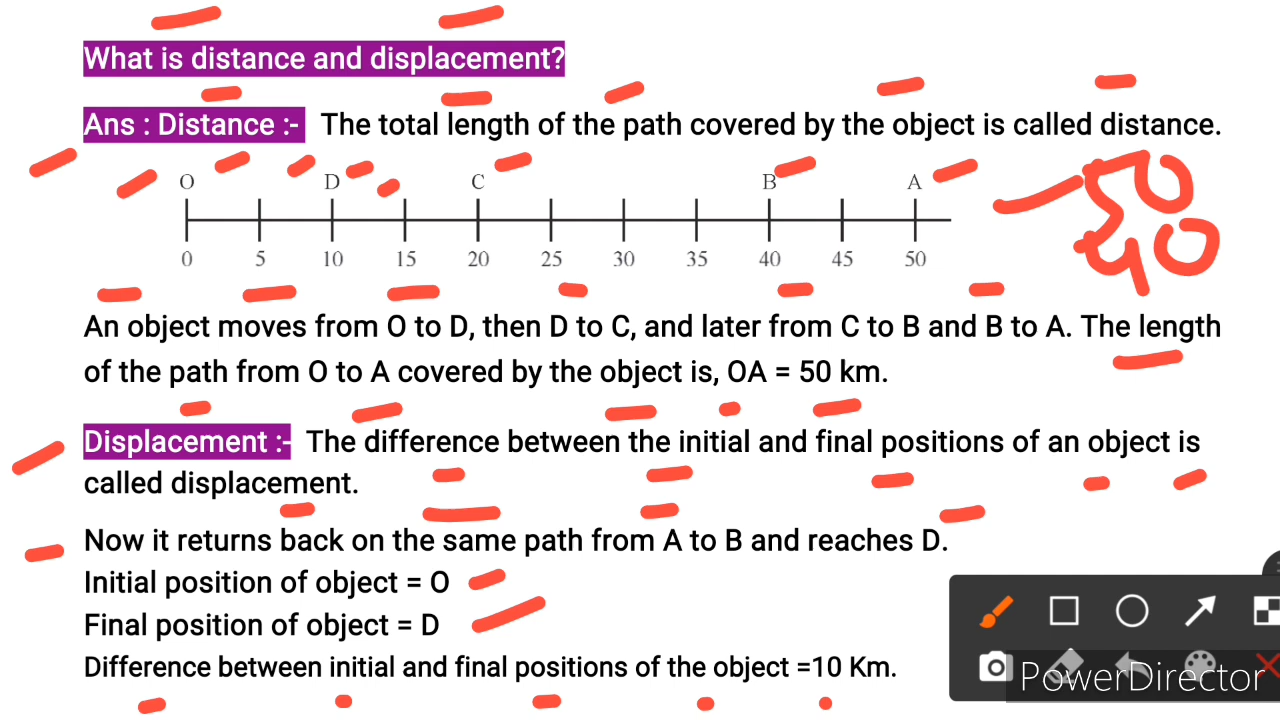 What is distance and displacement?
Ans : Distance :- The total length of the path covered by the object is called distance.
O D C B A
0 5 10 15 20 25 30 35 40 45 50
50
40
An object moves from O to D, then D to C, and later from C to B and B to A. The length
of the path from O to A covered by the object is, OA = 50 km.
Displacement :- The difference between the initial and final positions of an object is
called displacement.
Now it returns back on the same path from A to B and reaches D.
Initial position of object = O
Final position of object = D
Difference between initial and final positions of the object =10 Km.
PowerDirector